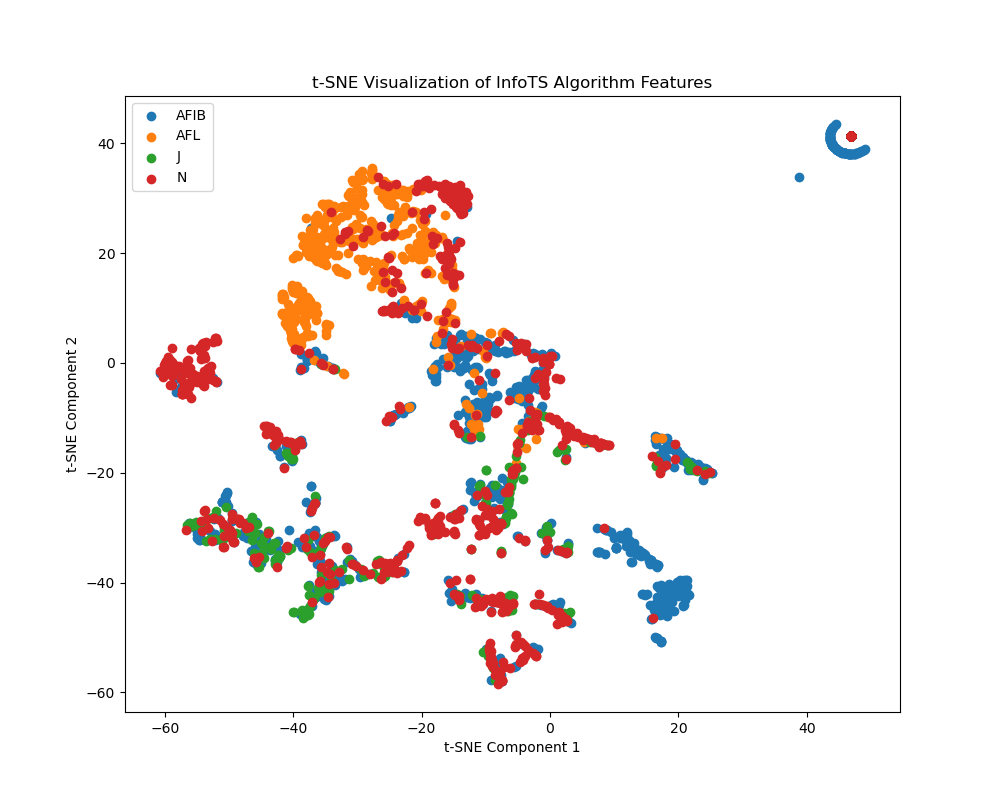 t-SNE Visualization of InfoTS Algorithm Features
AFIB
AFL
J
N
40
20
0
−20
−40
−60
t-SNE Component 2
−60
−40
−20
0
20
40
t-SNE Component 1